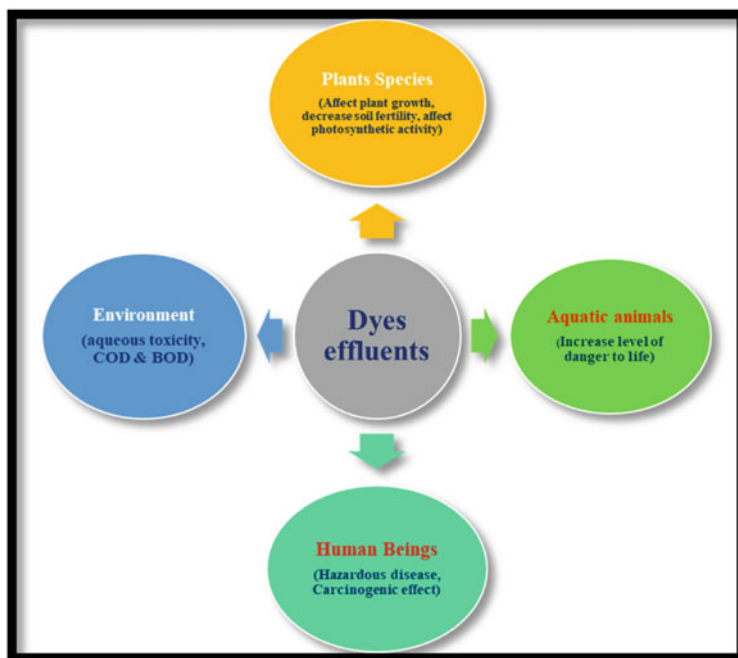 Plants Species
(Affect plant growth,
decrease soil fertility, affect
photosynthetic activity)
Environment
(aqueous toxicity,
COD & BOD)
Dyes
effluents
Aquatic animals
(Increase level of
danger to life)
Human Beings
(Hazardous disease,
Carcinogenic effect)